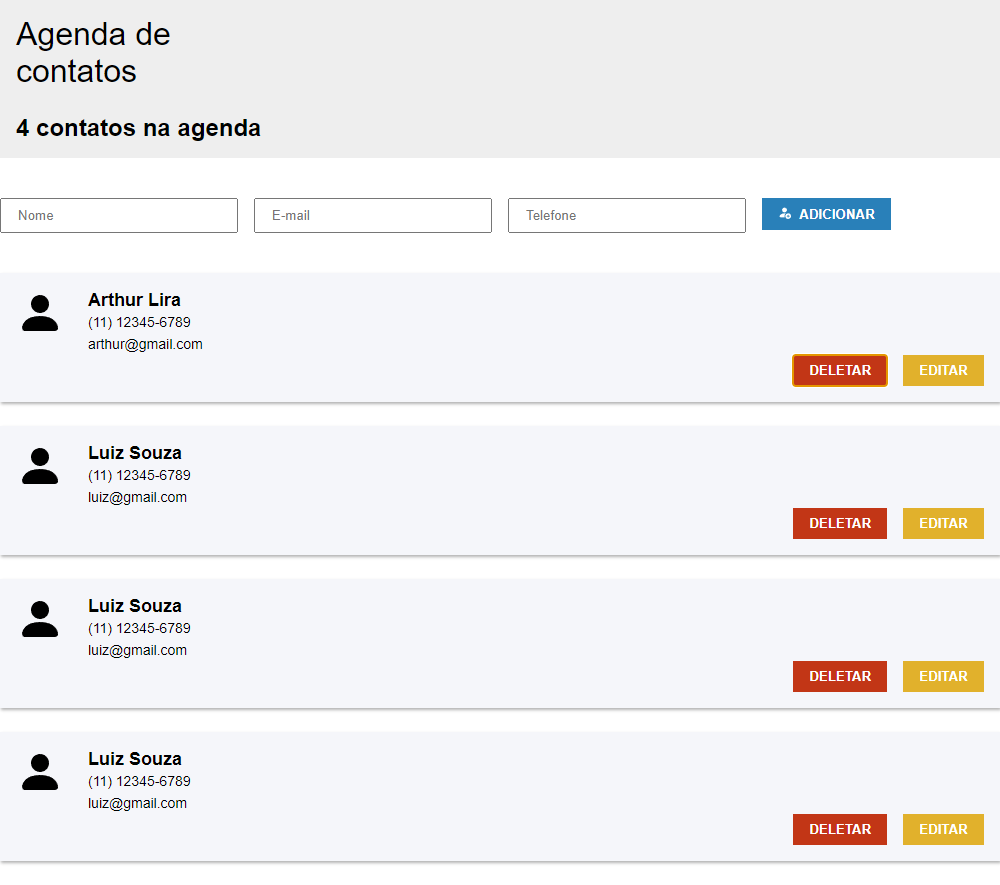 Agenda de
contatos
4 contatos na agenda
Nome E-mail Telefone ADICIONAR
Arthur Lira
(11) 12345-6789
arthur@gmail.com
DELETAR EDITAR
Luiz Souza
(11) 12345-6789
luiz@gmail.com
DELETAR EDITAR
Luiz Souza
(11) 12345-6789
luiz@gmail.com
DELETAR EDITAR
Luiz Souza
(11) 12345-6789
luiz@gmail.com
DELETAR EDITAR